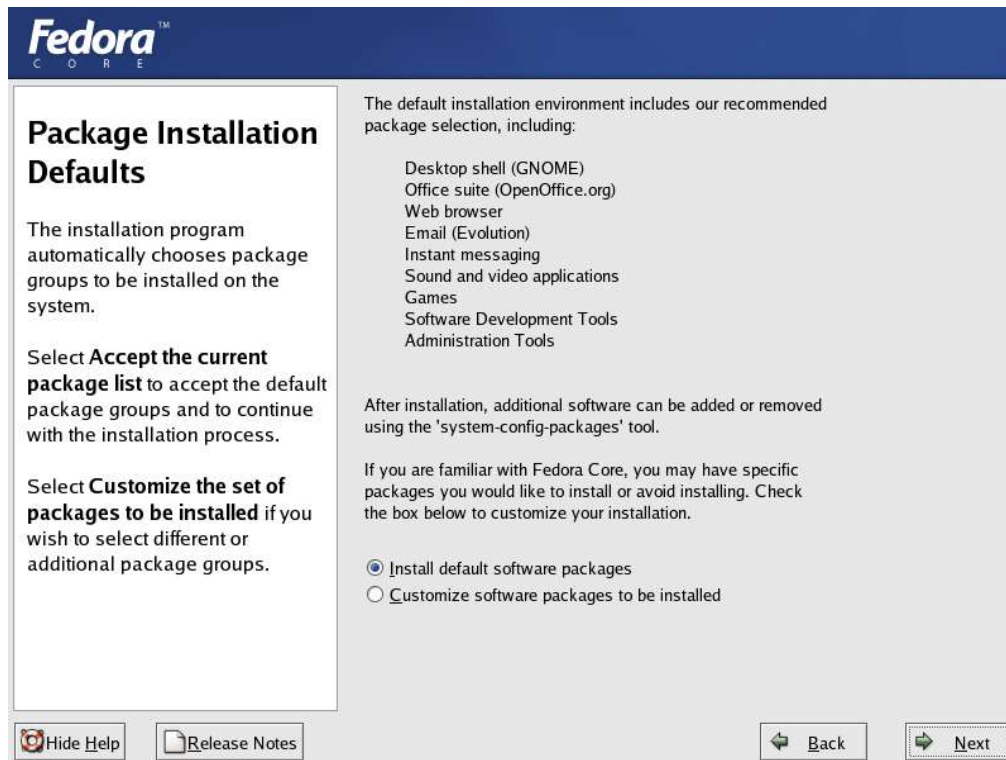 Fedora™
CORE
Package Installation
Defaults
The installation program
automatically chooses package
groups to be installed on the
system.
Select Accept the current
package list to accept the default
package groups and to continue
with the installation process.
Select Customize the set of
packages to be installed if you
wish to select different or
additional package groups.
The default installation environment includes our recommended
package selection, including:
Desktop shell (GNOME)
Office suite (OpenOffice.org)
Web browser
Email (Evolution)
Instant messaging
Sound and video applications
Games
Software Development Tools
Administration Tools
After installation, additional software can be added or removed
using the 'system-config-packages' tool.
If you are familiar with Fedora Core, you may have specific
packages you would like to install or avoid installing. Check
the box below to customize your installation.
Install default software packages
Customize software packages to be installed
Hide Help
Release Notes
Back
Next